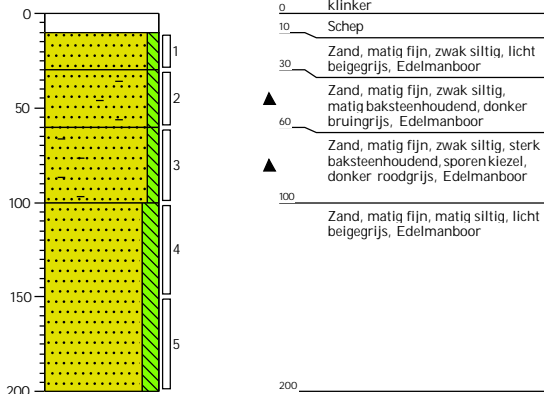 0
50
100
150
200
1
2
3
4
5
0 klinker
10 Schep
Zand, matig fijn, zwak siltig, licht
30 beigegrijs, Edelmanboor
Zand, matig fijn, zwak siltig,
matig baksteenhoudend, donker
60 bruingrijs, Edelmanboor
Zand, matig fijn, zwak siltig, sterk
baksteenhoudend, sporen kiezel,
donker roodgrijs, Edelmanboor
100
Zand, matig fijn, matig siltig, licht
beigegrijs, Edelmanboor
200